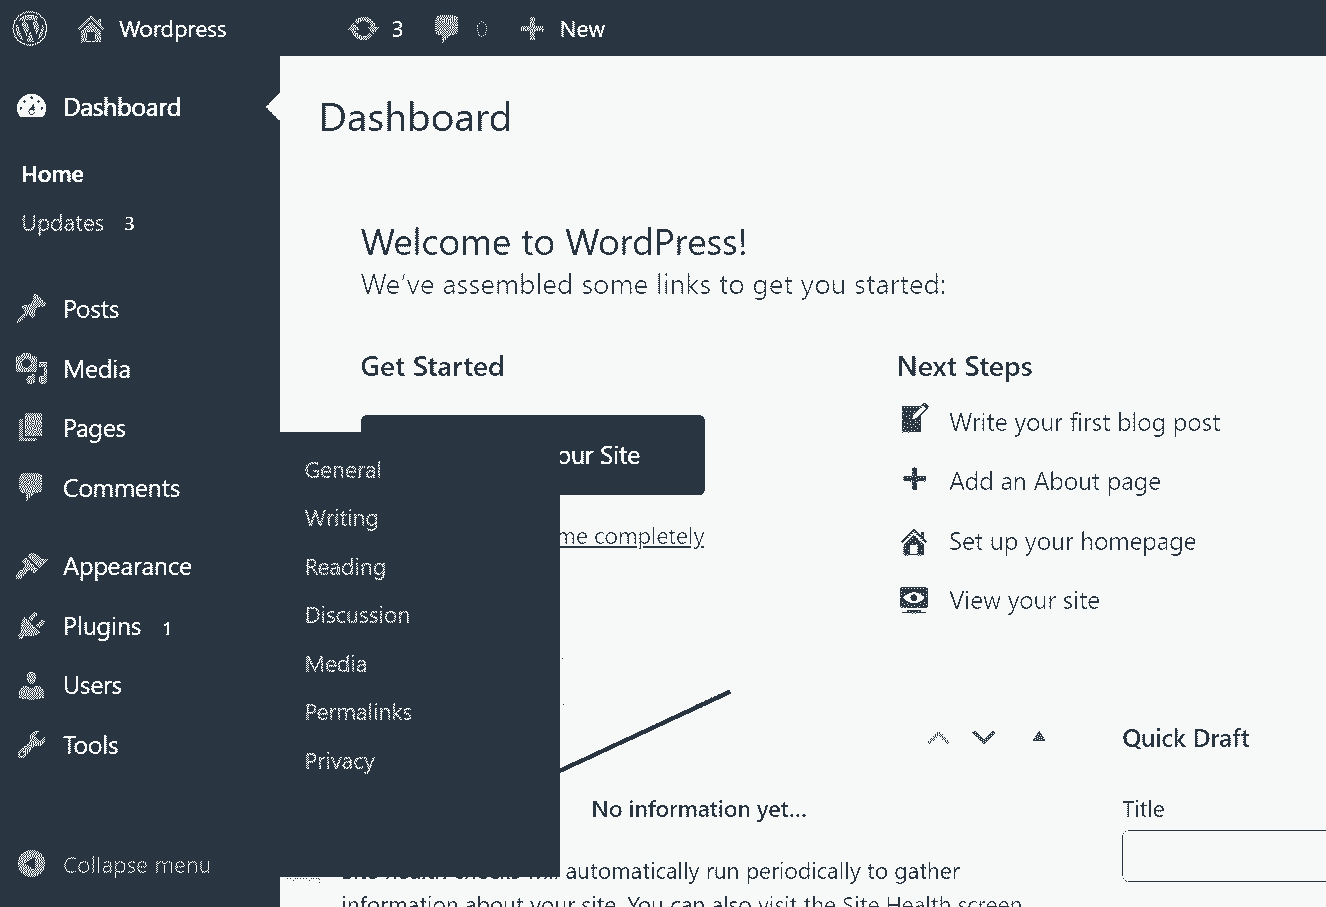 Wordpress 3 0 New
Dashboard
Home
Updates 3
Posts
Media
Pages
Comments
Appearance
Plugins 1
Users
Tools
Collapse menu
General
Writing
Reading
Discussion
Media
Permalinks
Privacy
Dashboard
Welcome to WordPress!
We've assembled some links to get you started:
Get Started
our Site
me completely
Next Steps
Write your first blog post
Add an About page
Set up your homepage
View your site
No information yet...
Site health checks will automatically run periodically to gather
information about your site. You can also visit the Site Health screen
Quick Draft
Title